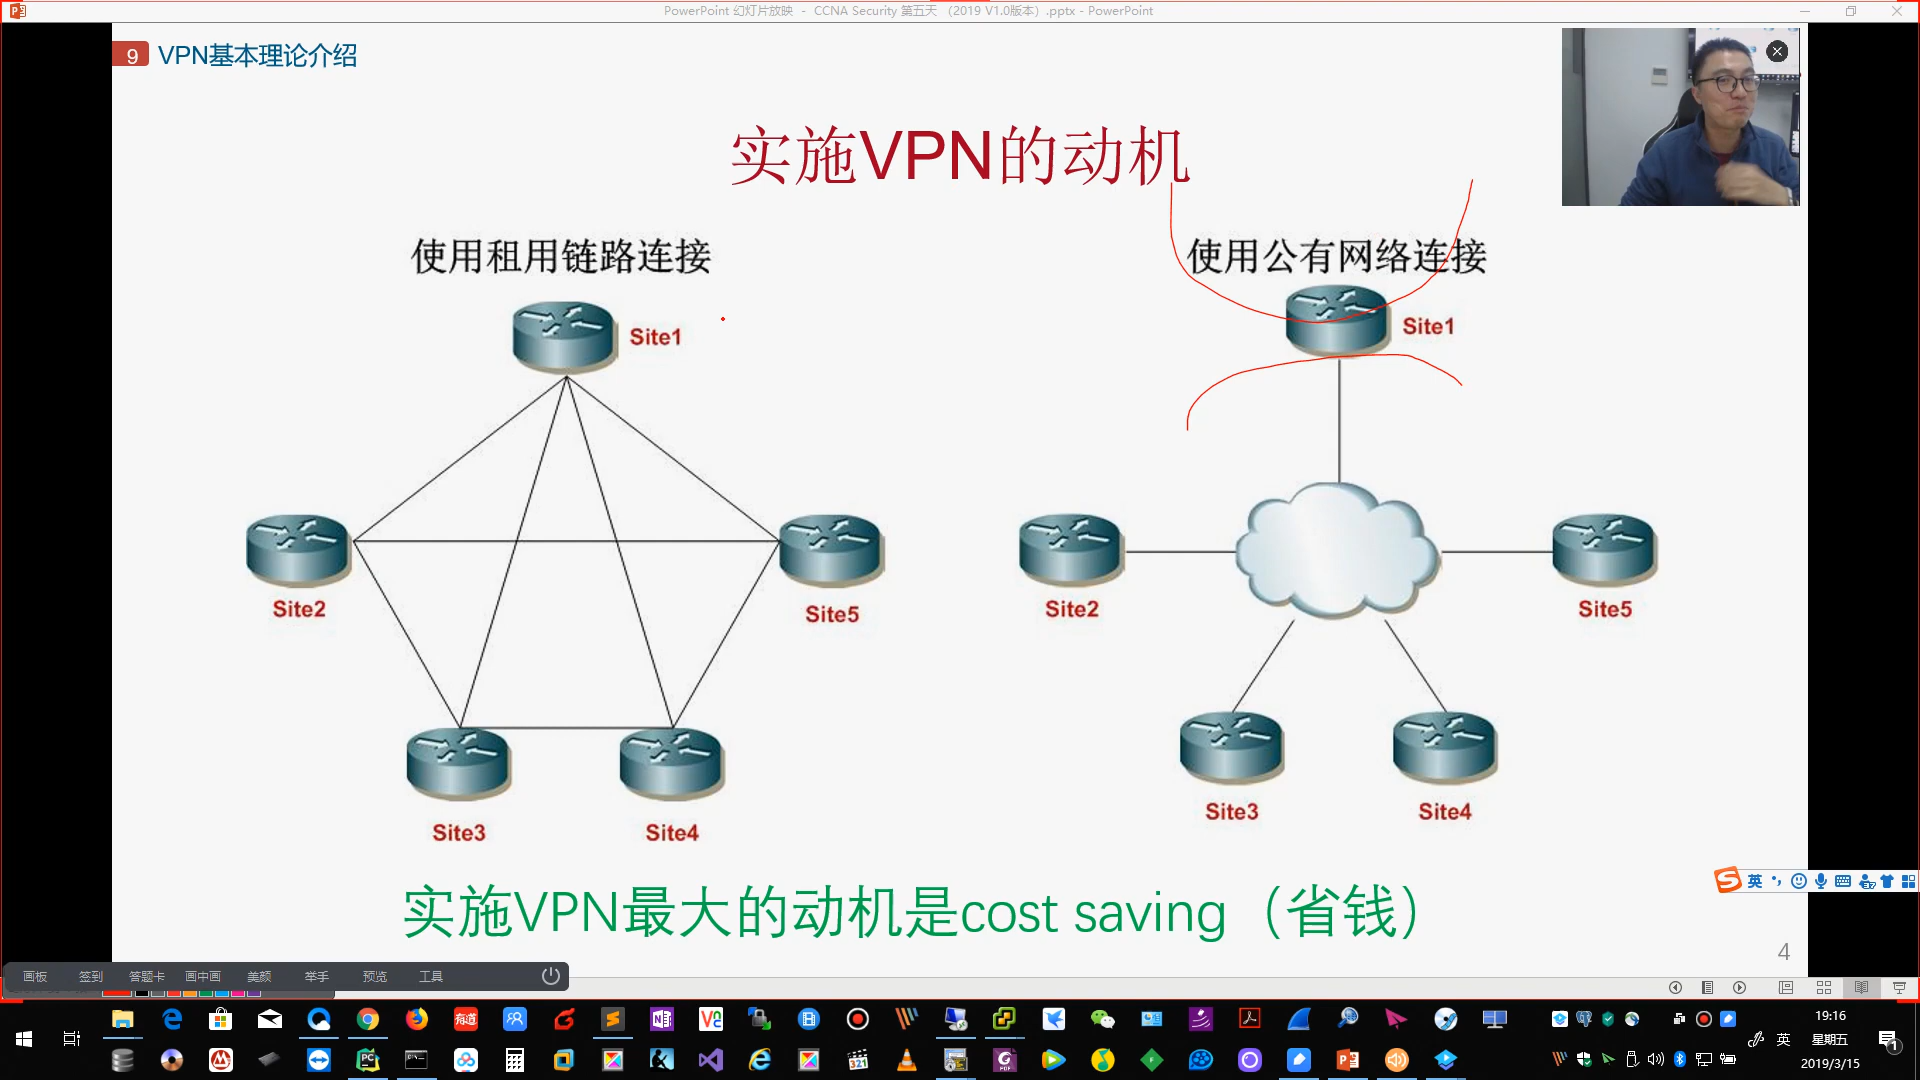 PowerPoint 幻灯片放映 - CCNA Security 第五天 （2019 V1.0版本）.pptx - PowerPoint
9 VPN基本理论介绍
实施VPN的动机
使用租用链路连接
使用公有网络连接
Site1
Site1
Site2
Site5
Site2
Site5
Site3
Site4
Site3
Site4
实施VPN最大的动机是cost saving（省钱）
4
英
画板 签到 答题卡 画中画 美颜 举手 预览 工具
有道
321
19:16
英 星期五
2019/3/15
1